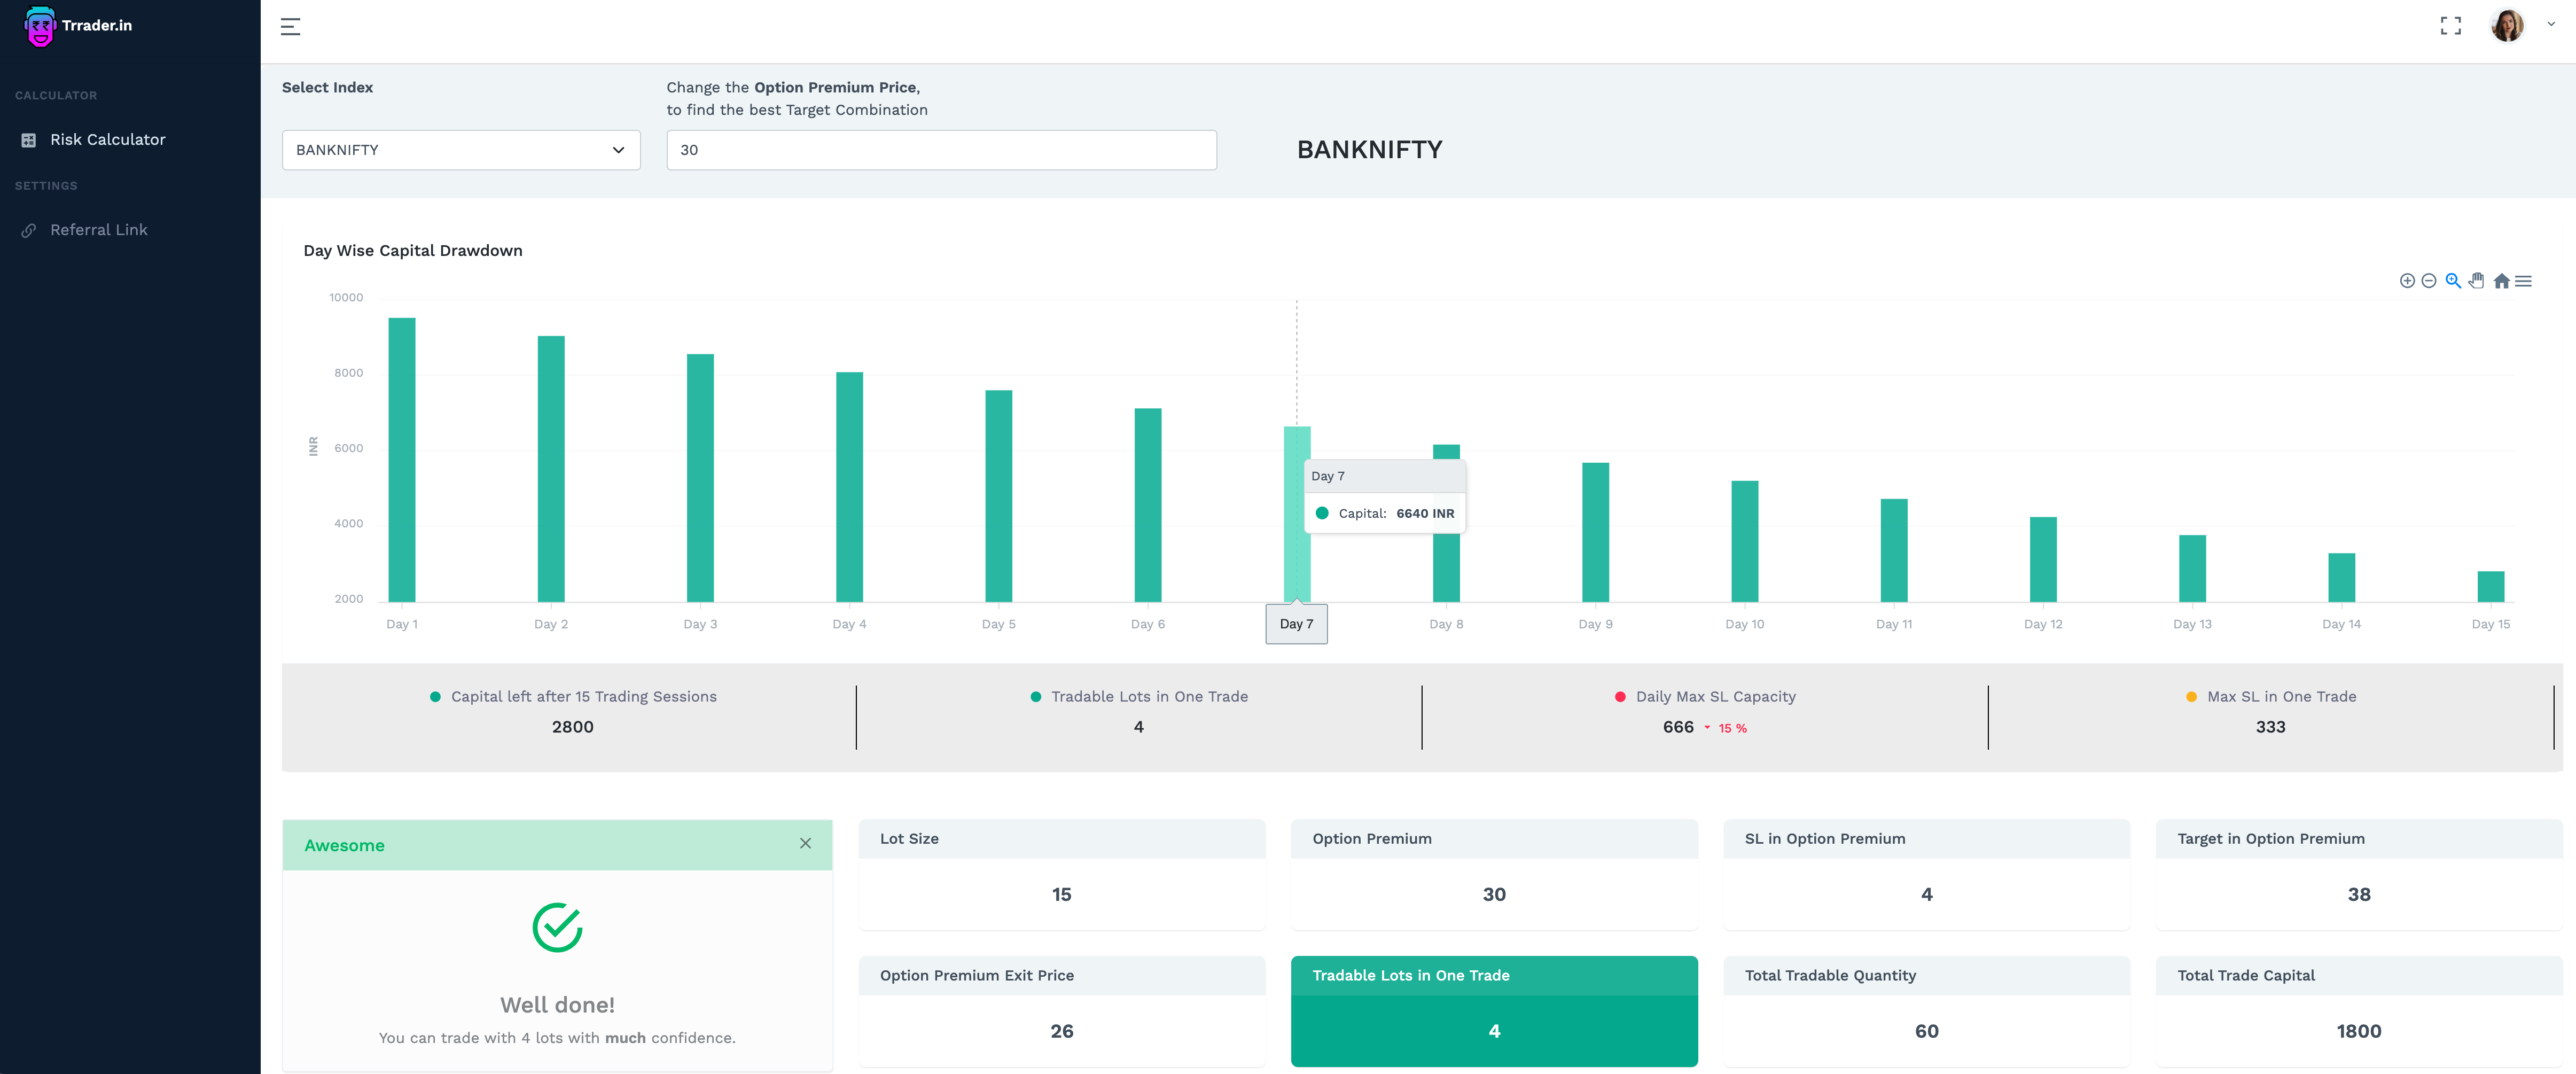 Trrader.in
CALCULATOR
Risk Calculator
SETTINGS
Referral Link
Select Index
BANKNIFTY
Change the Option Premium Price,
to find the best Target Combination
30
BANKNIFTY
Day Wise Capital Drawdown
INR
10000
8000
6000
4000
2000
Day 7
Capital: 6640 INR
Day 1
Day 2
Day 3
Day 4
Day 5
Day 6
Day 7
Day 8
Day 9
Day 10
Day 11
Day 12
Day 13
Day 14
Day 15
Capital left after 15 Trading Sessions
2800
Tradable Lots in One Trade
4
Daily Max SL Capacity
666 15 %
Max SL in One Trade
333
Awesome
Well done!
You can trade with 4 lots with much confidence.
Lot Size
15
Option Premium
30
SL in Option Premium
4
Target in Option Premium
38
Option Premium Exit Price
26
Tradable Lots in One Trade
4
Total Tradable Quantity
60
Total Trade Capital
1800